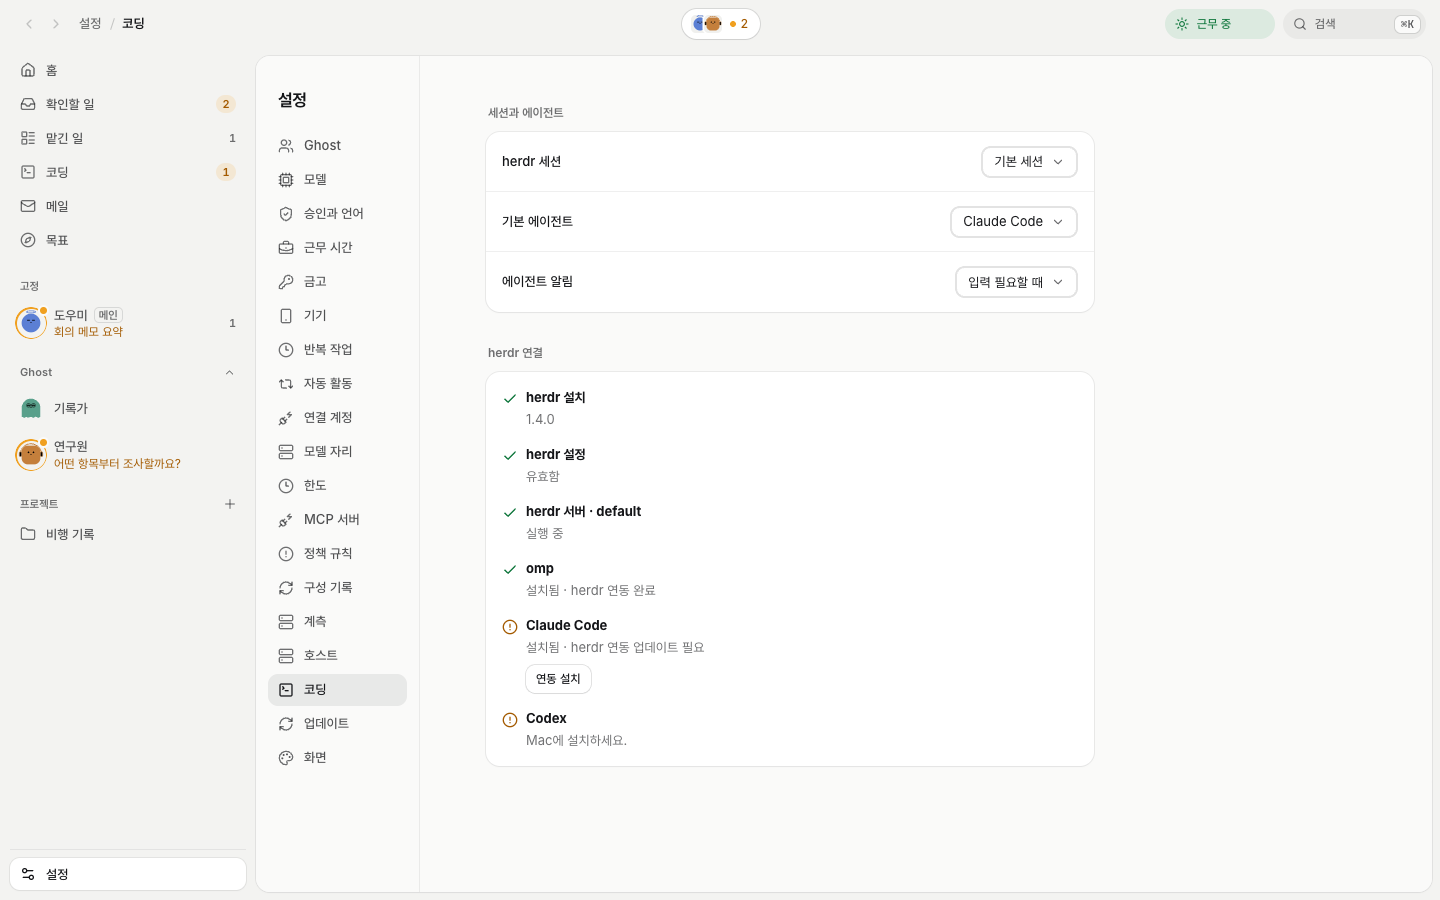 설정 / 코딩
2
근무 중
검색
⌘K
홈
확인할 일
2
맡긴 일
1
코딩
1
메일
목표
고정
도우미 메인
회의 메모 요약
1
Ghost
기록가
연구원
어떤 항목부터 조사할까요?
프로젝트
비행 기록
설정
설정
Ghost
모델
승인과 언어
근무 시간
금고
기기
반복 작업
자동 활동
연결 계정
모델 자리
한도
MCP 서버
정책 규칙
구성 기록
계측
호스트
코딩
업데이트
화면
세션과 에이전트
herdr 세션
기본 세션
기본 에이전트
Claude Code
에이전트 알림
입력 필요할 때
herdr 연결
herdr 설치
1.4.0
herdr 설정
유효함
herdr 서버 · default
실행 중
omp
설치됨 · herdr 연동 완료
Claude Code
설치됨 · herdr 연동 업데이트 필요
연동 설치
Codex
Mac에 설치하세요.